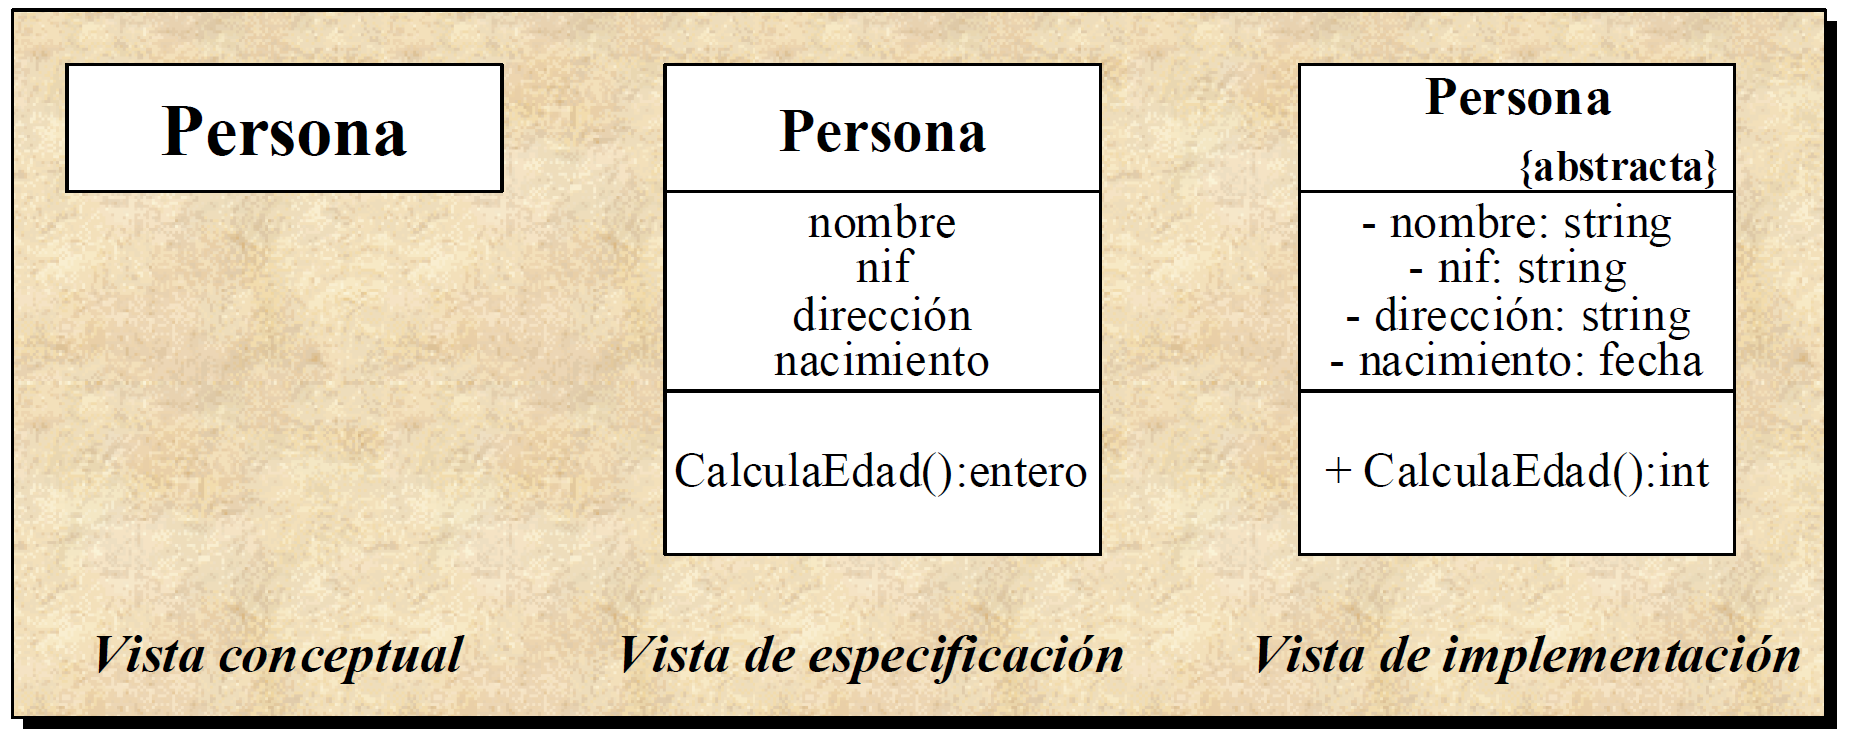 Persona
Vista conceptual
Persona
nombre
nif
dirección
nacimiento
CalculaEdad():entero
Vista de especificación
Persona
{abstracta}
- nombre: string
- nif: string
- dirección: string
- nacimiento: fecha
+ CalculaEdad():int
Vista de implementación